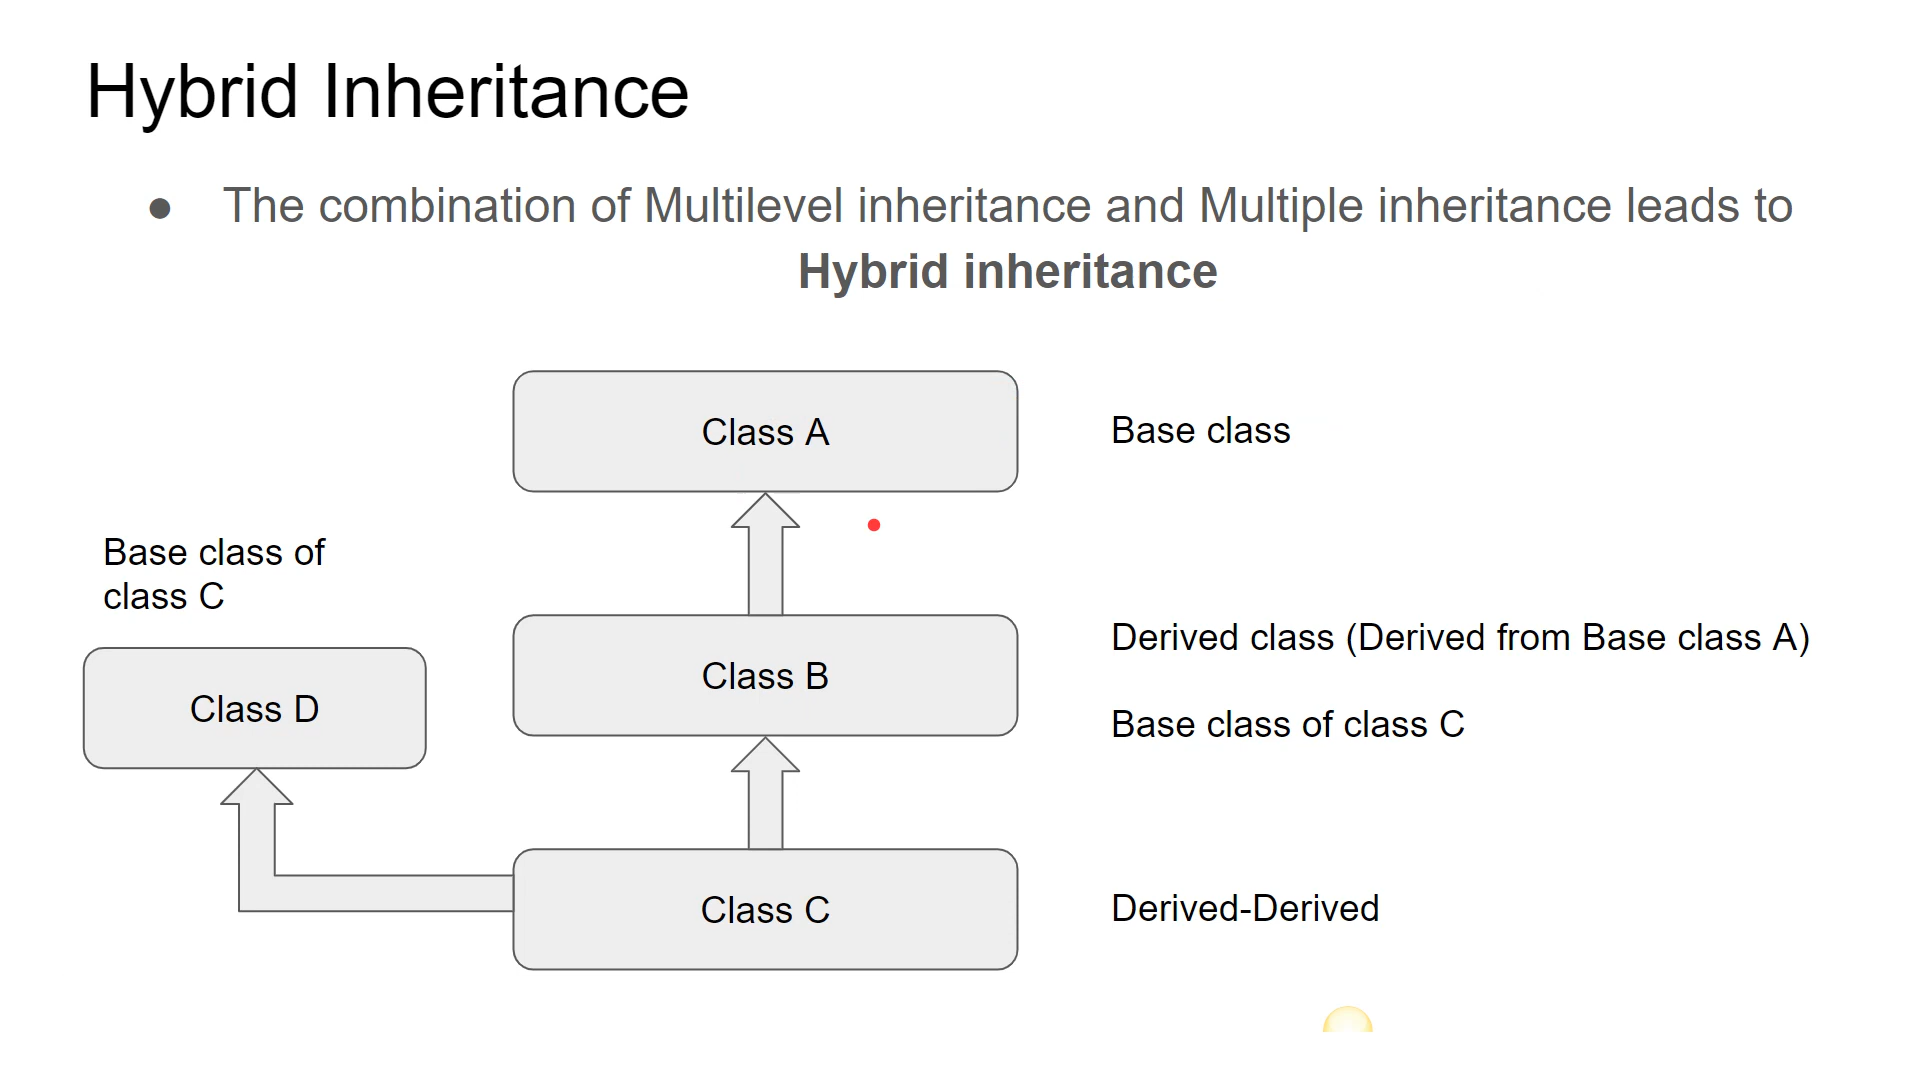 Hybrid Inheritance
● The combination of Multilevel inheritance and Multiple inheritance leads to
Hybrid inheritance
Class A
Base class
Base class of
class C
Class D
Class B
Derived class (Derived from Base class A)
Base class of class C
Class C
Derived-Derived